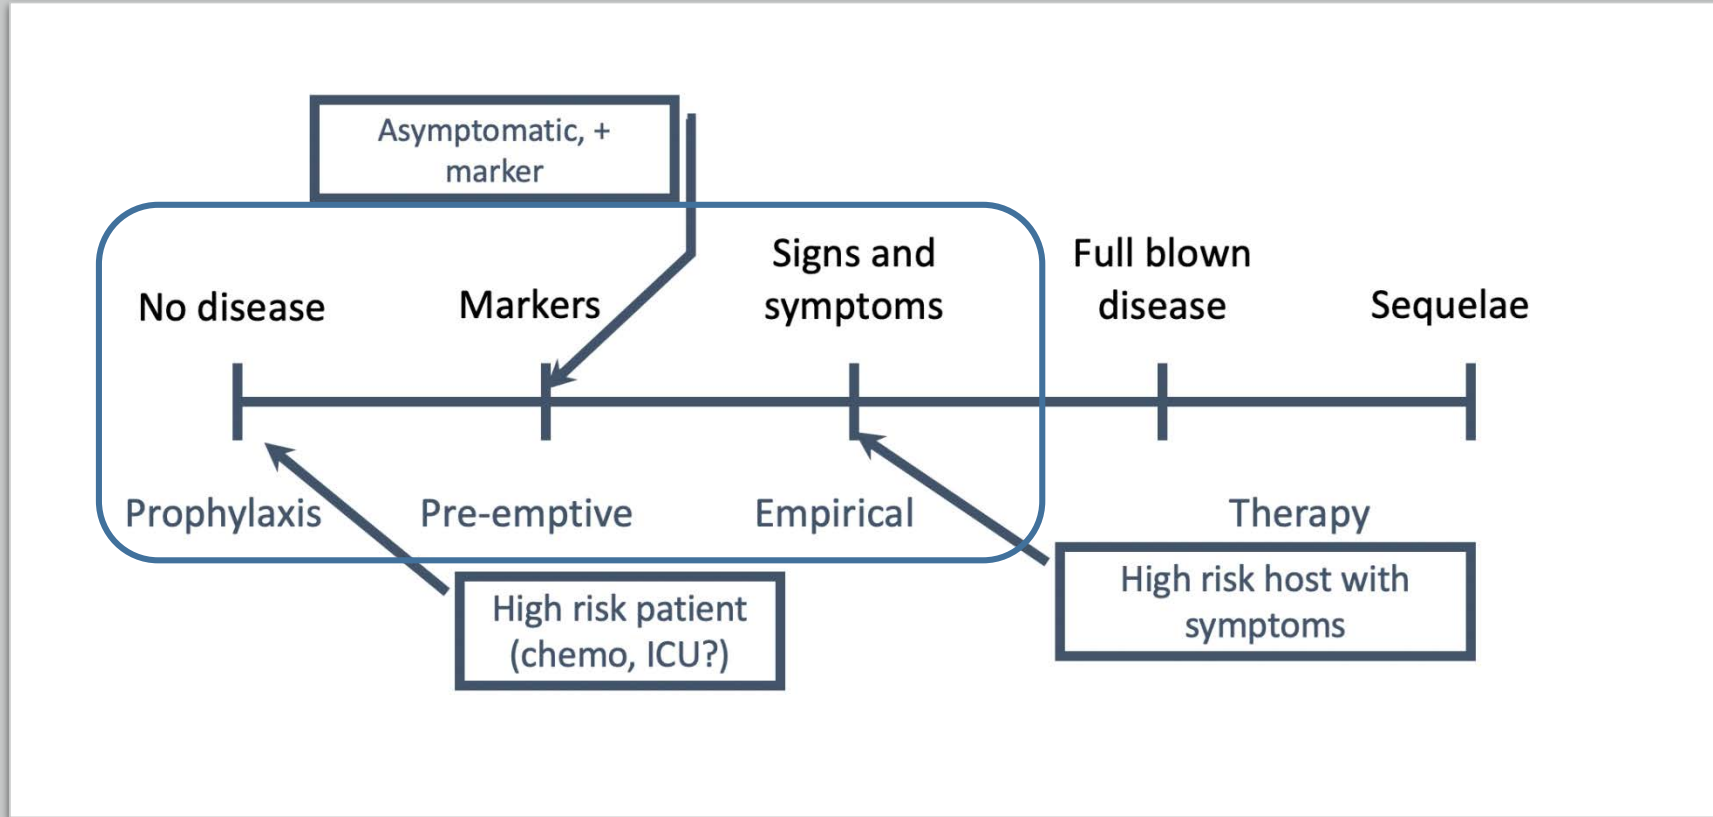 Asymptomatic, +
marker
No disease
Markers
Signs and
symptoms
Full blown
disease
Sequelae
Prophylaxis
Pre-emptive
Empirical
Therapy
High risk patient
(chemo, ICU?)
High risk host with
symptoms